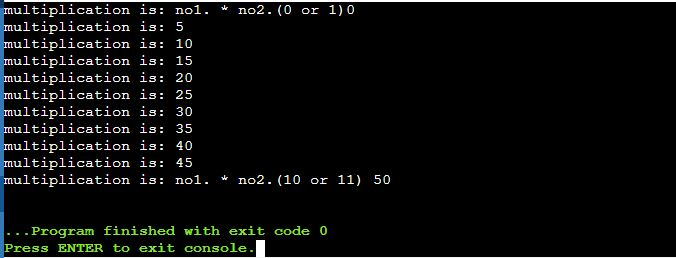 multiplication is: no1. * no2.(0 or 1)0
multiplication is: 5
multiplication is: 10
multiplication is: 15
multiplication is: 20
multiplication is: 25
multiplication is: 30
multiplication is: 35
multiplication is: 40
multiplication is: 45
multiplication is: no1. * no2.(10 or 11) 50
...Program finished with exit code 0
Press ENTER to exit console.